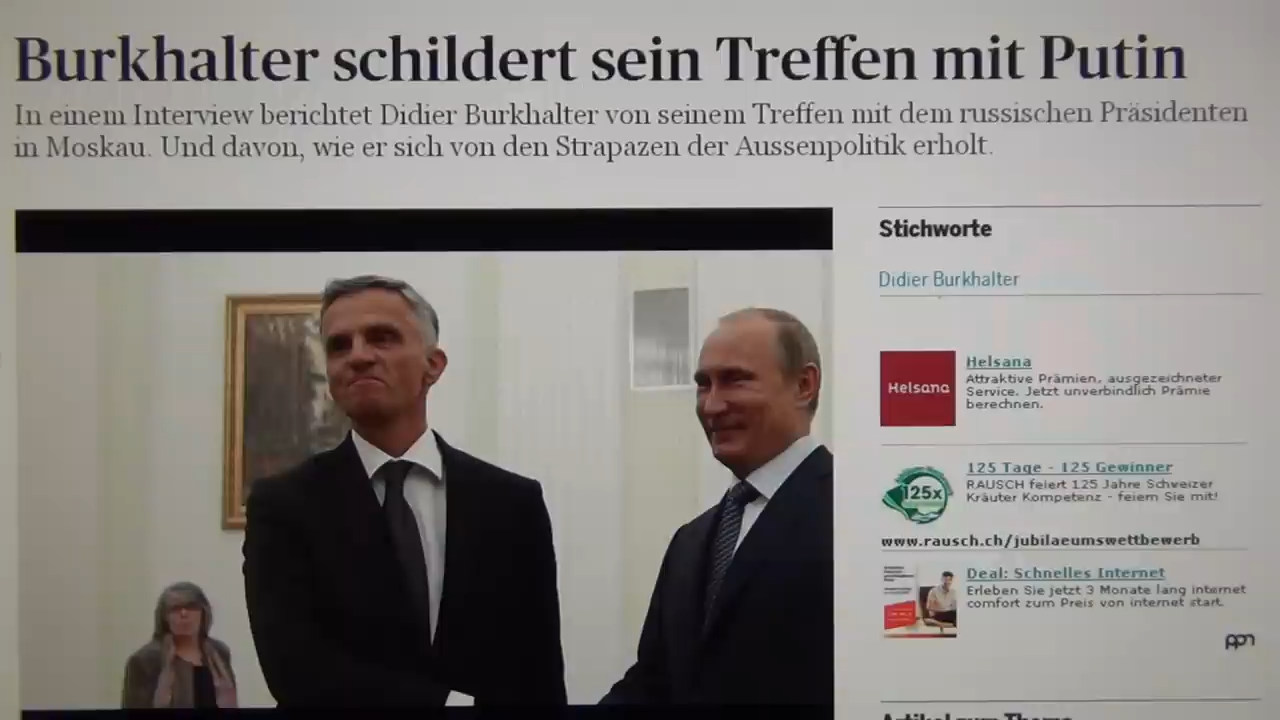 Burkhalter schildert sein Treffen mit Putin
In einem Interview berichtet Didier Burkhalter von seinem Treffen mit dem russischen Präsidenten
in Moskau. Und davon, wie er sich von den Strapazen der Aussenpolitik erholt.
Stichworte
Didier Burkhalter
Helsana
Helsana
Attraktive Prämien, ausgezeichneter
Service. Jetzt unverbindlich Prämie
berechnen.
125x
125 Tage - 125 Gewinner
RAUSCH feiert 125 Jahre Schweizer
Kräuter Kompetenz - feiern Sie mit!
www.rausch.ch/jubilaeumswettbewerb
Deal: Schnelles Internet
Erleben Sie jetzt 3 Monate lang internet
comfort zum Preis von internet start.
ppn
Artikel zum Thema